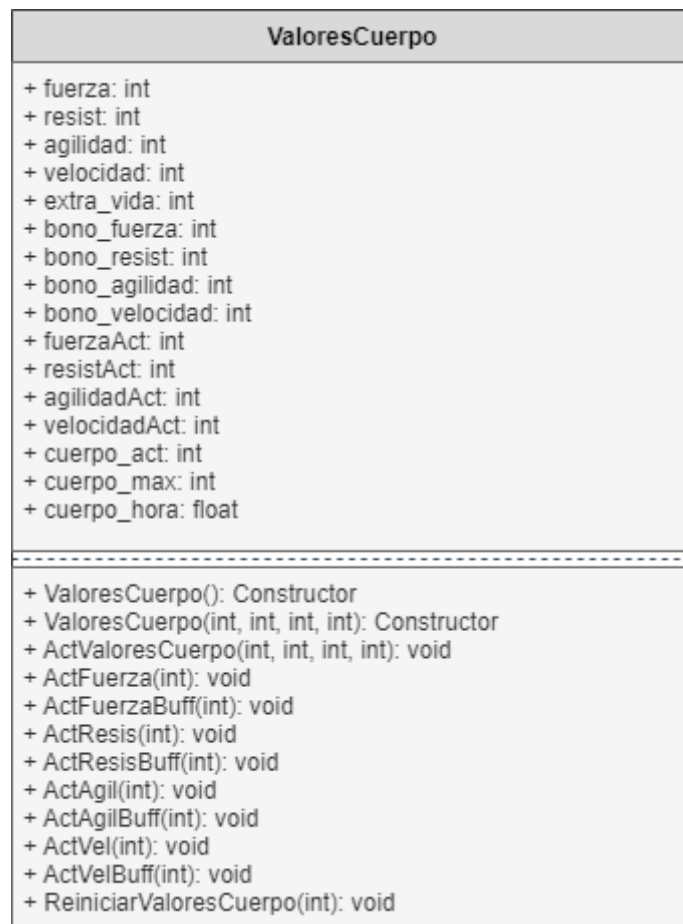 ValoresCuerpo
+ fuerza: int
+ resist: int
+ agilidad: int
+ velocidad: int
+ extra_vida: int
+ bono_fuerza: int
+ bono_resist: int
+ bono_agilidad: int
+ bono_velocidad: int
+ fuerzaAct: int
+ resistAct: int
+ agilidadAct: int
+ velocidadAct: int
+ cuerpo_act: int
+ cuerpo_max: int
+ cuerpo_hora: float
+ ValoresCuerpo(): Constructor
+ ValoresCuerpo(int, int, int, int): Constructor
+ ActValoresCuerpo(int, int, int, int): void
+ ActFuerza(int): void
+ ActFuerzaBuff(int): void
+ ActResis(int): void
+ ActResisBuff(int): void
+ ActAgil(int): void
+ ActAgilBuff(int): void
+ ActVel(int): void
+ ActVelBuff(int): void
+ ReiniciarValoresCuerpo(int): void